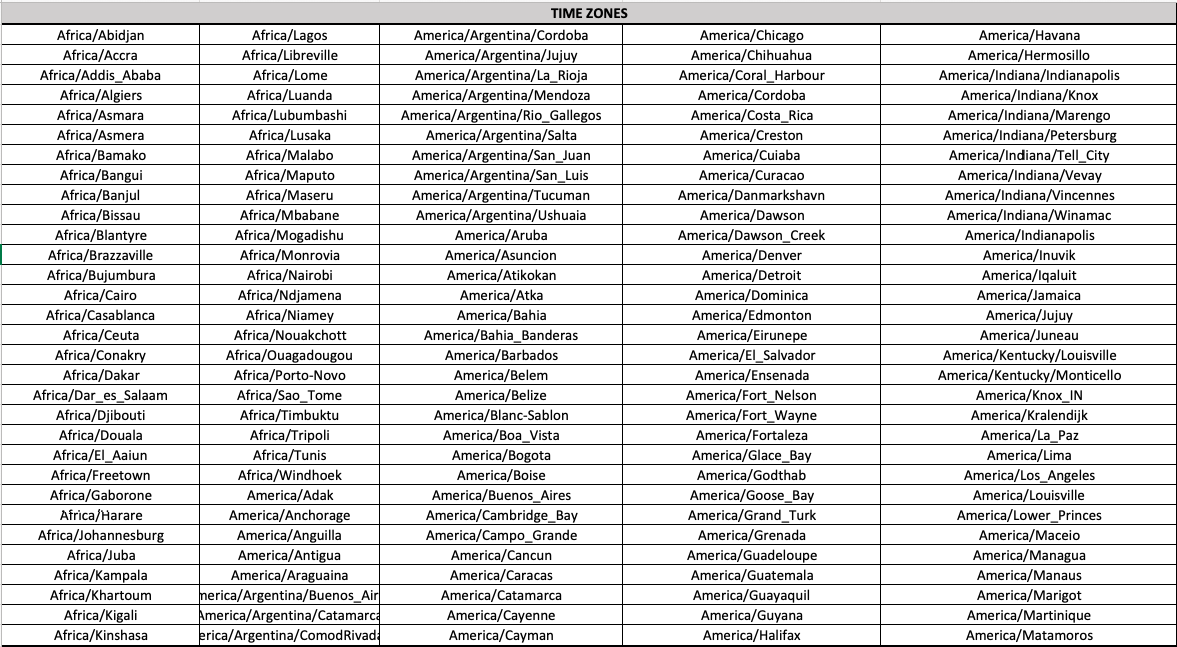 TIME ZONES
Africa/Abidjan Africa/Lagos America/Argentina/Cordoba America/Chicago America/Havana
Africa/Accra Africa/Libreville America/Argentina/Jujuy America/Chihuahua America/Hermosillo
Africa/Addis_Ababa Africa/Lome America/Argentina/La_Rioja America/Coral_Harbour America/Indiana/Indianapolis
Africa/Algiers Africa/Luanda America/Argentina/Mendoza America/Cordoba America/Indiana/Knox
Africa/Asmara Africa/Lubumbashi America/Argentina/Rio_Gallegos America/Costa_Rica America/Indiana/Marengo
Africa/Asmera Africa/Lusaka America/Argentina/Salta America/Creston America/Indiana/Petersburg
Africa/Bamako Africa/Malabo America/Argentina/San_Juan America/Cuiaba America/Indiana/Tell_City
Africa/Bangui Africa/Maputo America/Argentina/San_Luis America/Curacao America/Indiana/Vevay
Africa/Banjul Africa/Maseru America/Argentina/Tucuman America/Danmarkshavn America/Indiana/Vincennes
Africa/Bissau Africa/Mbabane America/Argentina/Ushuaia America/Dawson America/Indiana/Winamac
Africa/Blantyre Africa/Mogadishu America/Aruba America/Dawson_Creek America/Indianapolis
Africa/Brazzaville Africa/Monrovia America/Asuncion America/Denver America/Inuvik
Africa/Bujumbura Africa/Nairobi America/Atikokan America/Detroit America/Iqaluit
Africa/Cairo Africa/Ndjamena America/Atka America/Dominica America/Jamaica
Africa/Casablanca Africa/Niamey America/Bahia America/Edmonton America/Jujuy
Africa/Ceuta Africa/Nouakchott America/Bahia_Banderas America/Eirunepe America/Juneau
Africa/Conakry Africa/Ouagadougou America/Barbados America/El_Salvador America/Kentucky/Louisville
Africa/Dakar Africa/Porto-Novo America/Belem America/Ensenada America/Kentucky/Monticello
Africa/Dar_es_Salaam Africa/Sao_Tome America/Belize America/Fort_Nelson America/Knox_IN
Africa/Djibouti Africa/Timbuktu America/Blanc-Sablon America/Fort_Wayne America/Kralendijk
Africa/Douala Africa/Tripoli America/Boa_Vista America/Fortaleza America/La_Paz
Africa/El_Aaiun Africa/Tunis America/Bogota America/Glace_Bay America/Lima
Africa/Freetown Africa/Windhoek America/Boise America/Godthab America/Los_Angeles
Africa/Gaborone America/Adak America/Buenos_Aires America/Goose_Bay America/Louisville
Africa/Harare America/Anchorage America/Cambridge_Bay America/Grand_Turk America/Lower_Princes
Africa/Johannesburg America/Anguilla America/Campo_Grande America/Grenada America/Maceio
Africa/Juba America/Antigua America/Cancun America/Guadeloupe America/Managua
Africa/Kampala America/Araguaina America/Caracas America/Guatemala America/Manaus
Africa/Khartoum merica/Argentina/Buenos_Air America/Catamarca America/Guayaquil America/Marigot
Africa/Kigali America/Argentina/Catamarca America/Cayenne America/Guyana America/Martinique
Africa/Kinshasa erica/Argentina/ComodRivada America/Cayman America/Halifax America/Matamoros